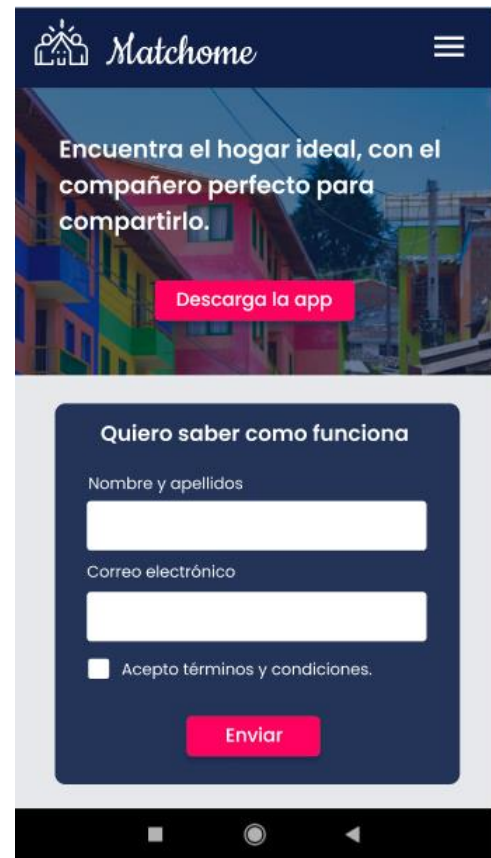 Matchome
Encuentra el hogar ideal, con el
compañero perfecto para
compartirlo.
Descarga la app
Quiero saber como funciona
Nombre y apellidos
Correo electrónico
Acepto términos y condiciones.
Enviar